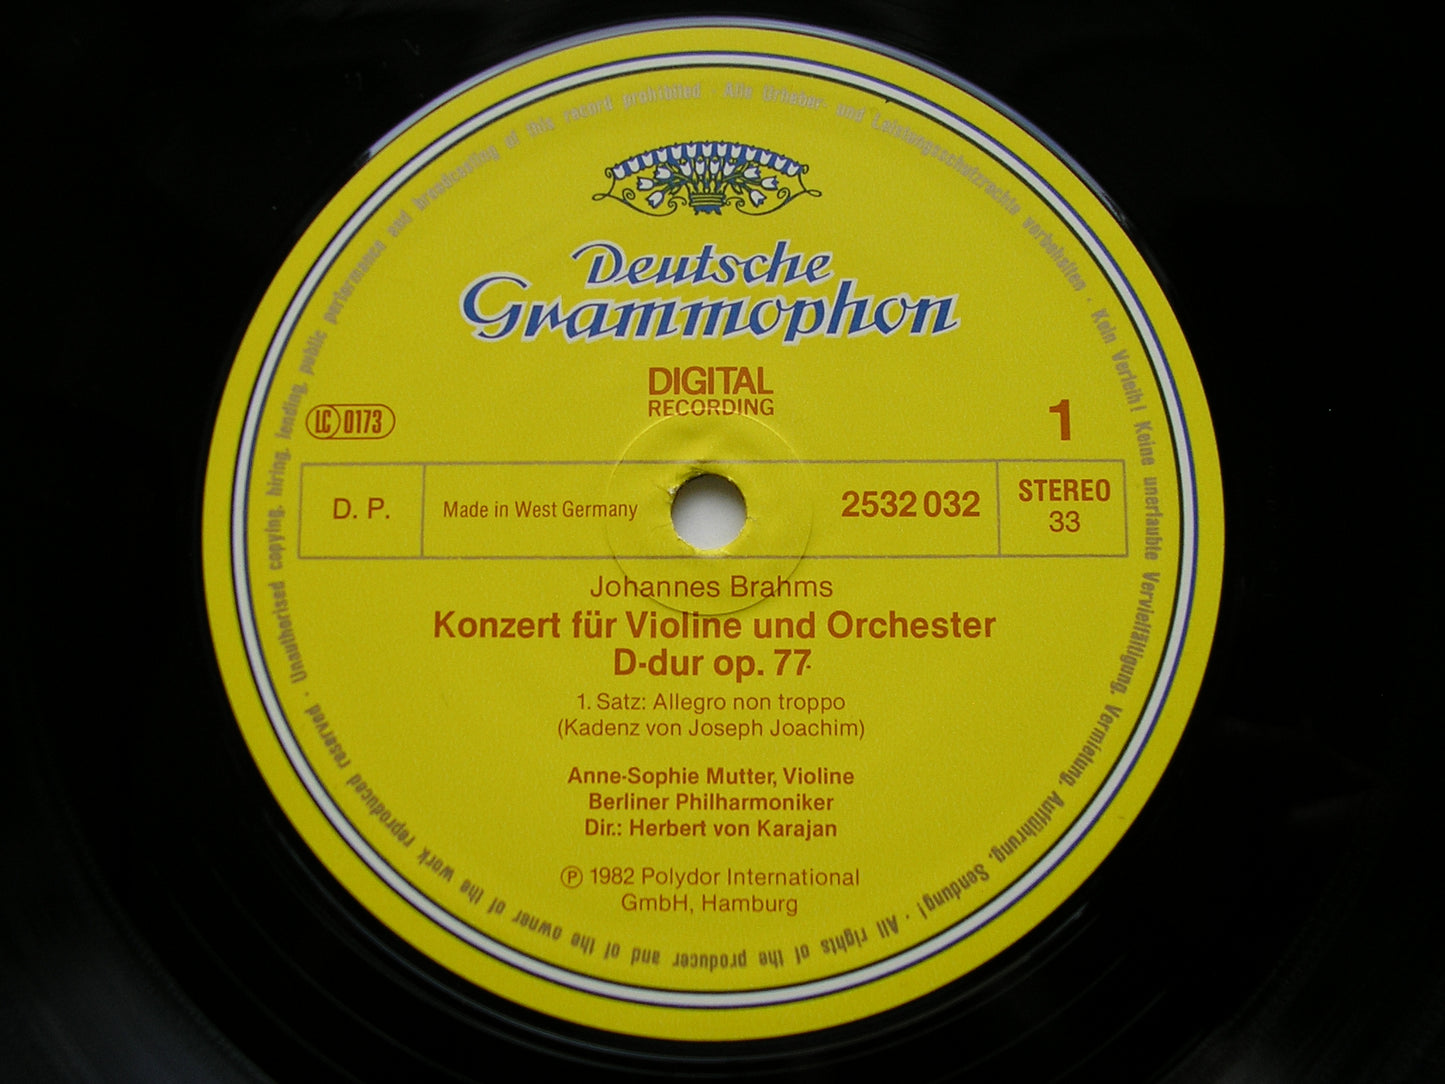 Deutsche
Grammophon
DIGITAL
RECORDING
LC 0173
1
D. P.
Made in West Germany
2532 032
STEREO
33
Johannes Brahms
Konzert für Violine und Orchester
D-dur op. 77
1. Satz: Allegro non troppo
(Kadenz von Joseph Joachim)
Anne-Sophie Mutter, Violine
Berliner Philharmoniker
Dir.: Herbert von Karajan
Ⓟ 1982 Polydor International
GmbH, Hamburg
Alle Urheber- und Leistungsschutzrechte vorbehalten · Kein Verleih! Keine unerlaubte Vervielfältigung, Vermietung, Aufführung, Sendung! · All rights of the producer and of the owner of the work reproduced reserved · Unauthorised copying, hiring, lending, public performance and broadcasting of this record prohibited ·